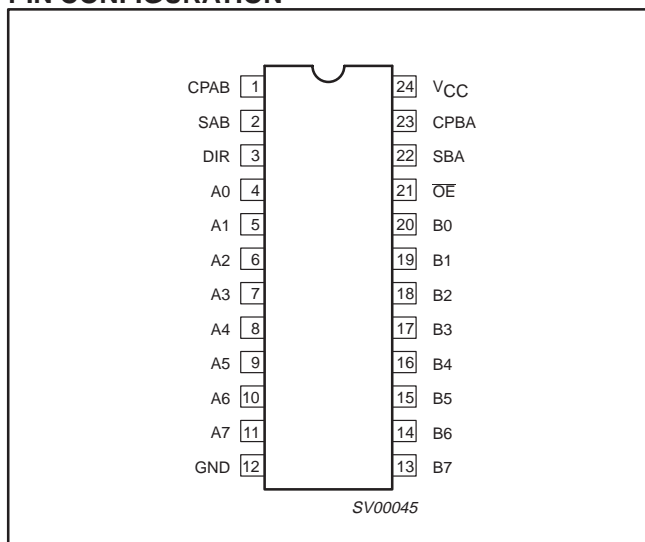 PIN CONFIGURATION
CPAB 1 24 VCC
SAB 2 23 CPBA
DIR 3 22 SBA
A0 4 21 OE
A1 5 20 B0
A2 6 19 B1
A3 7 18 B2
A4 8 17 B3
A5 9 16 B4
A6 10 15 B5
A7 11 14 B6
GND 12 13 B7
SV00045